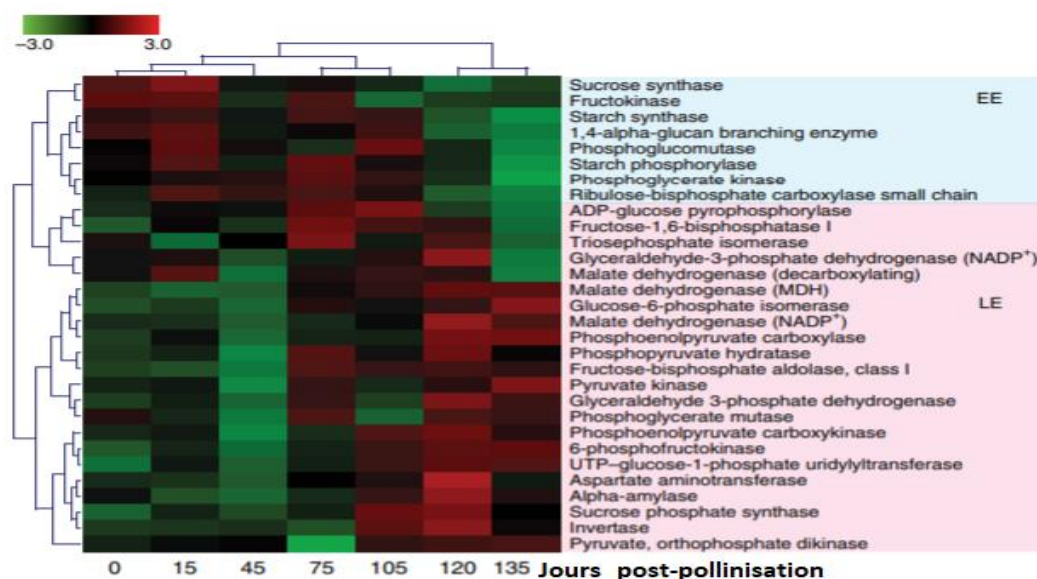 −3.0 3.0
Sucrose synthase
Fructokinase EE
Starch synthase
1,4-alpha-glucan branching enzyme
Phosphoglucomutase
Starch phosphorylase
Phosphoglycerate kinase
Ribulose-bisphosphate carboxylase small chain
ADP-glucose pyrophosphorylase
Fructose-1,6-bisphosphatase I
Triosephosphate isomerase
Glyceraldehyde-3-phosphate dehydrogenase (NADP⁺)
Malate dehydrogenase (decarboxylating)
Malate dehydrogenase (MDH)
Glucose-6-phosphate isomerase LE
Malate dehydrogenase (NADP⁺)
Phosphoenolpyruvate carboxylase
Phosphopyruvate hydratase
Fructose-bisphosphate aldolase, class I
Pyruvate kinase
Glyceraldehyde 3-phosphate dehydrogenase
Phosphoglycerate mutase
Phosphoenolpyruvate carboxykinase
6-phosphofructokinase
UTP–glucose-1-phosphate uridylyltransferase
Aspartate aminotransferase
Alpha-amylase
Sucrose phosphate synthase
Invertase
Pyruvate, orthophosphate dikinase
0 15 45 75 105 120 135 Jours post-pollinisation